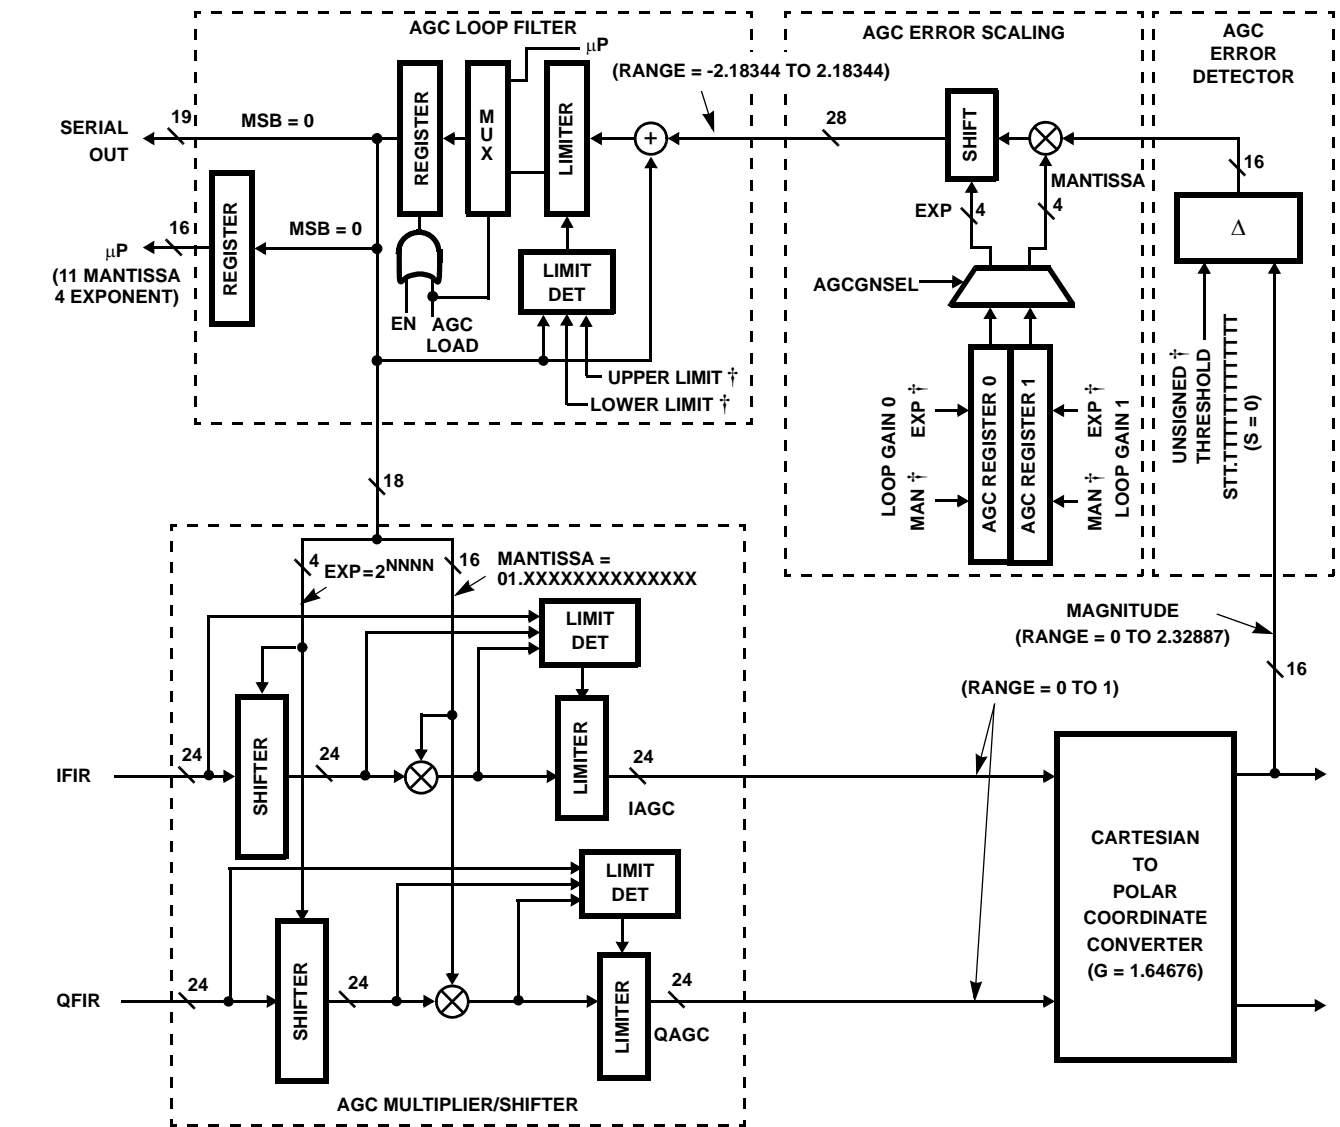 AGC LOOP FILTER
μP
MUX
REGISTER
LIMITER
+
SERIAL
OUT
19
MSB = 0
REGISTER
16
MSB = 0
μP
(11 MANTISSA
4 EXPONENT)
EN
AGC
LOAD
LIMIT
DET
UPPER LIMIT †
LOWER LIMIT †
18
(RANGE = -2.18344 TO 2.18344)
AGC ERROR SCALING
28
SHIFT
MANTISSA
EXP
4
4
AGCGNSEL
AGC REGISTER 0
AGC REGISTER 1
LOOP GAIN 0
EXP †
MAN †
EXP †
MAN †
LOOP GAIN 1
AGC
ERROR
DETECTOR
16
Δ
UNSIGNED †
THRESHOLD
STT.TTTTTTTTTTTTT
(S = 0)
MAGNITUDE
(RANGE = 0 TO 2.32887)
16
(RANGE = 0 TO 1)
4
EXP=2NNNN
16
MANTISSA =
01.XXXXXXXXXXXXXX
LIMIT
DET
IFIR
24
SHIFTER
24
LIMITER
24
IAGC
LIMIT
DET
QFIR
24
SHIFTER
24
LIMITER
24
QAGC
AGC MULTIPLIER/SHIFTER
CARTESIAN
TO
POLAR
COORDINATE
CONVERTER
(G = 1.64676)